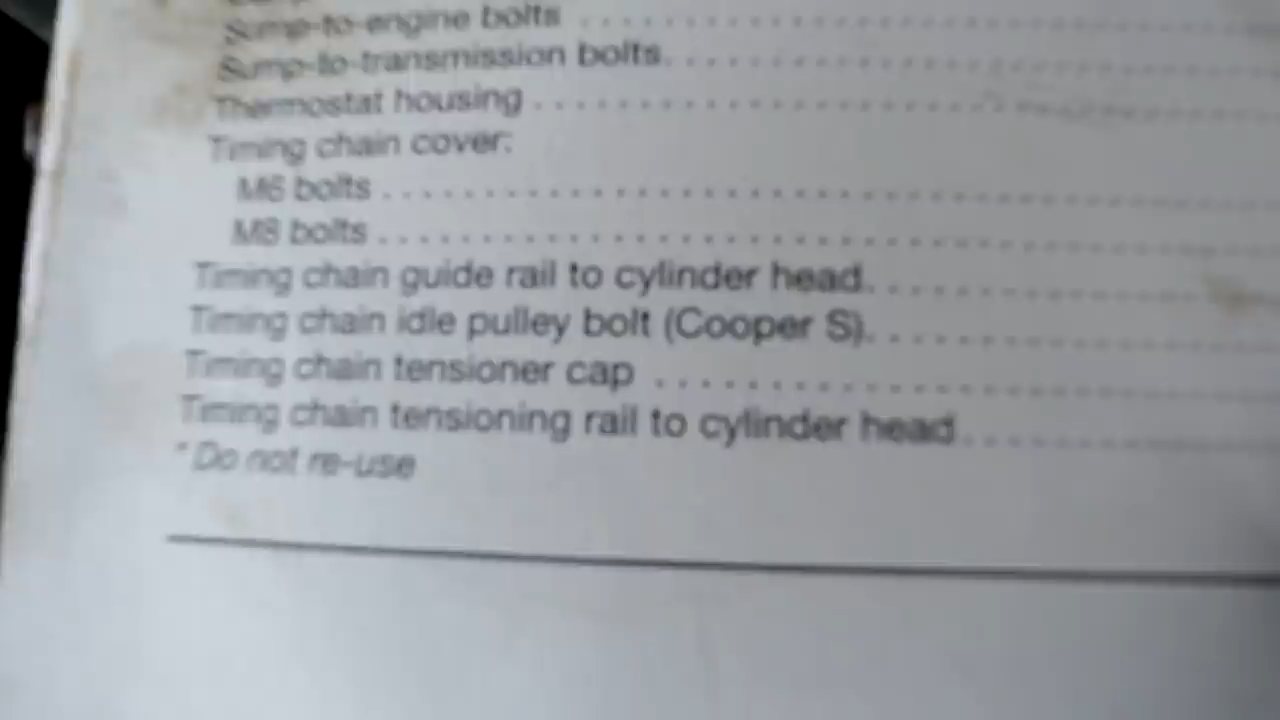 Sump-to-engine bolts . . . . . . . . . . . . . . . . . . . . . . . . . . .
Sump-to-transmission bolts. . . . . . . . . . . . . . . . . . . . . . .
Thermostat housing . . . . . . . . . . . . . . . . . . . . . . . . . . . .
Timing chain cover:
M6 bolts . . . . . . . . . . . . . . . . . . . . . . . . . . . . . . . . . . .
M8 bolts . . . . . . . . . . . . . . . . . . . . . . . . . . . . . . . . . . .
Timing chain guide rail to cylinder head. . . . . . . . . . . . . .
Timing chain idle pulley bolt (Cooper S). . . . . . . . . . . . . .
Timing chain tensioner cap . . . . . . . . . . . . . . . . . . . . .
Timing chain tensioning rail to cylinder head . . . . . . . . . .
* Do not re-use